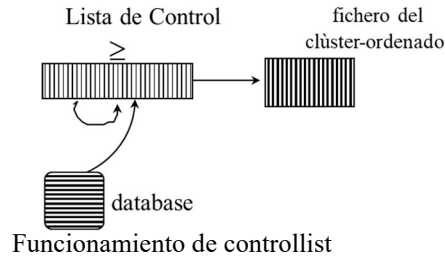 Lista de Control
fichero del
clùster-ordenado
≥
database
Funcionamiento de controllist